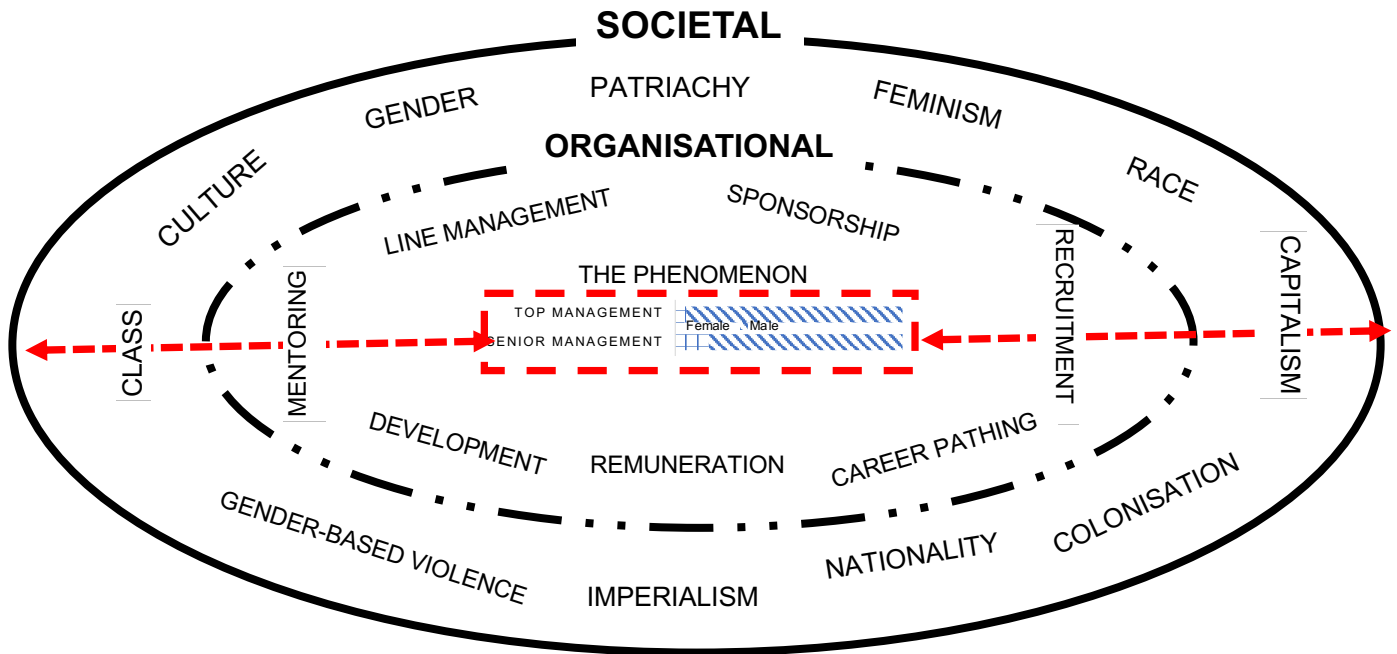 SOCIETAL
PATRIACHY
GENDER
FEMINISM
CULTURE
RACE
ORGANISATIONAL
LINE MANAGEMENT
SPONSORSHIP
THE PHENOMENON
TOP MANAGEMENT
Female Male
SENIOR MANAGEMENT
CLASS
MENTORING
RECRUITMENT
CAPITALISM
DEVELOPMENT
REMUNERATION
CAREER PATHING
GENDER-BASED VIOLENCE
IMPERIALISM
NATIONALITY
COLONISATION